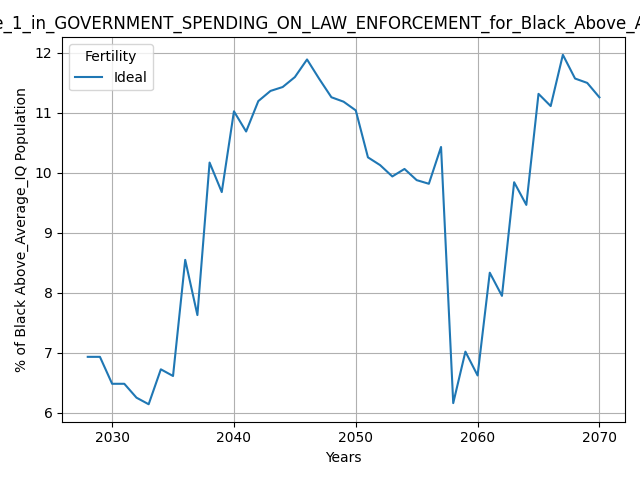 e_1_in_GOVERNMENT_SPENDING_ON_LAW_ENFORCEMENT_for_Black_Above_A
Fertility
Ideal
12
11
10
9
8
7
6
% of Black Above_Average_IQ Population
2030 2040 2050 2060 2070
Years